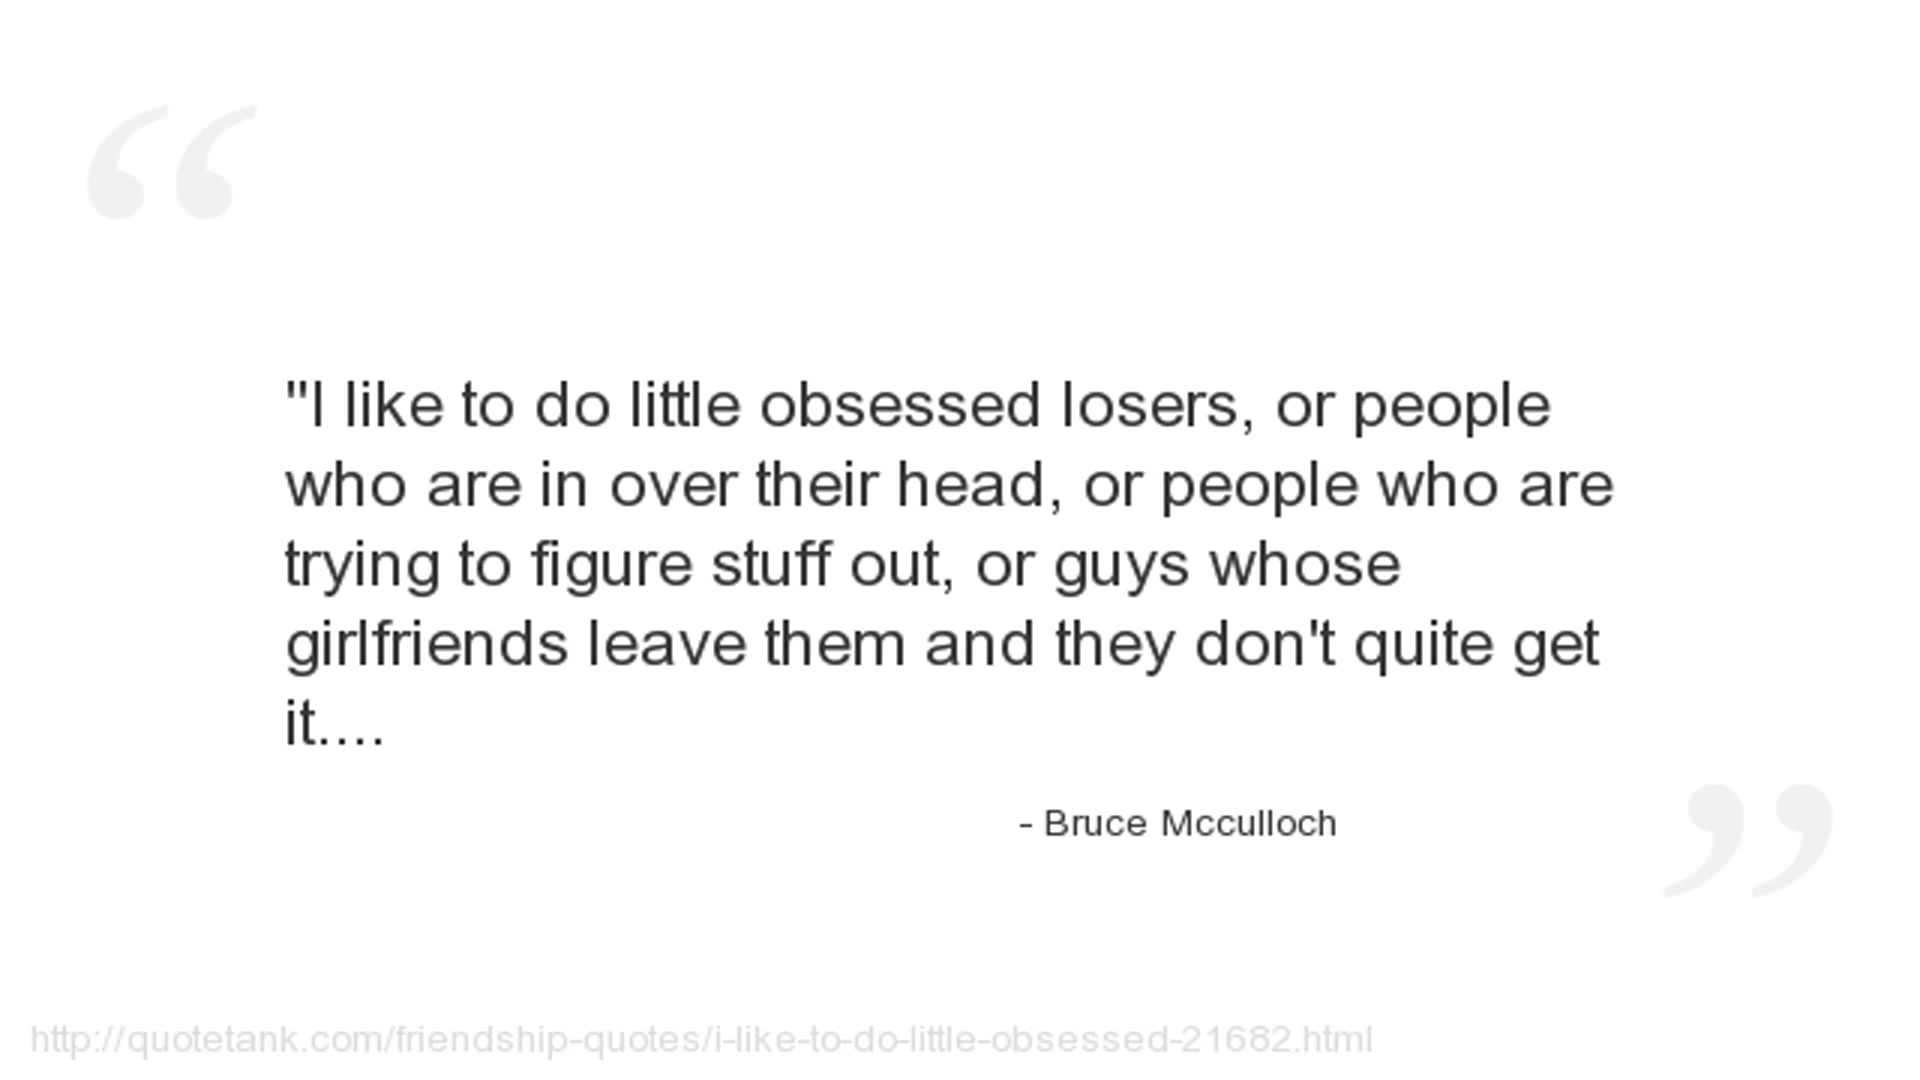 "I like to do little obsessed losers, or people
who are in over their head, or people who are
trying to figure stuff out, or guys whose
girlfriends leave them and they don't quite get
it....
- Bruce Mcculloch
http://quotetank.com/friendship-quotes/i-like-to-do-little-obsessed-21682.html